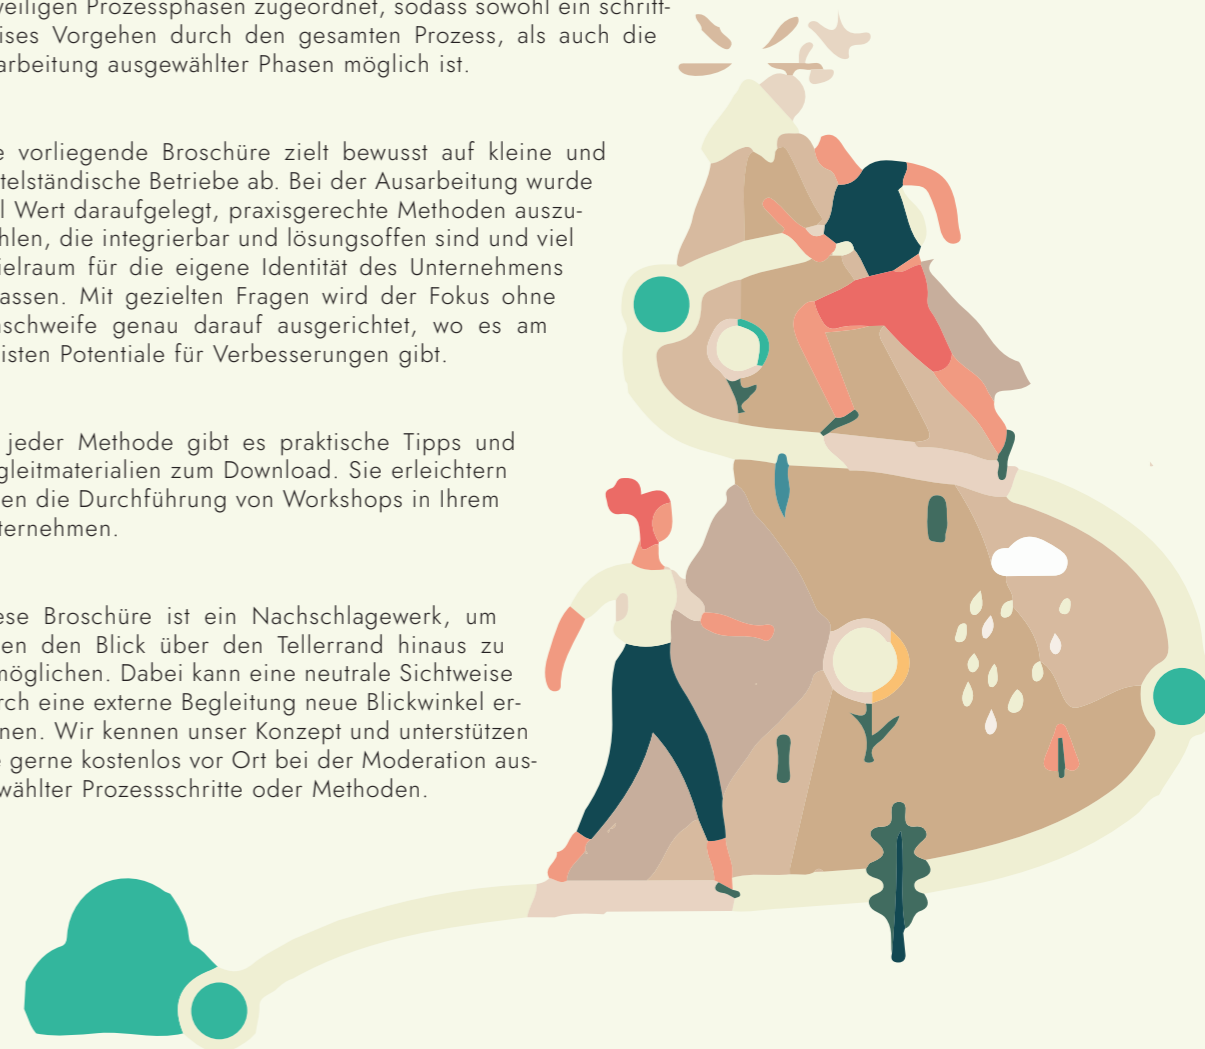 weiligen Prozessphasen zugeordnet, sodass sowohl ein schritt-
ises Vorgehen durch den gesamten Prozess, als auch die
arbeitung ausgewählter Phasen möglich ist.
e vorliegende Broschüre zielt bewusst auf kleine und
telständische Betriebe ab. Bei der Ausarbeitung wurde
l Wert daraufgelegt, praxisgerechte Methoden auszu-
hlen, die integrierbar und lösungsoffen sind und viel
ielraum für die eigene Identität des Unternehmens
assen. Mit gezielten Fragen wird der Fokus ohne
schweife genau darauf ausgerichtet, wo es am
isten Potentiale für Verbesserungen gibt.
jeder Methode gibt es praktische Tipps und
gleitmaterialien zum Download. Sie erleichtern
en die Durchführung von Workshops in Ihrem
ternehmen.
ese Broschüre ist ein Nachschlagewerk, um
en den Blick über den Tellerrand hinaus zu
möglichen. Dabei kann eine neutrale Sichtweise
rch eine externe Begleitung neue Blickwinkel er-
nen. Wir kennen unser Konzept und unterstützen
e gerne kostenlos vor Ort bei der Moderation aus-
wählter Prozessschritte oder Methoden.